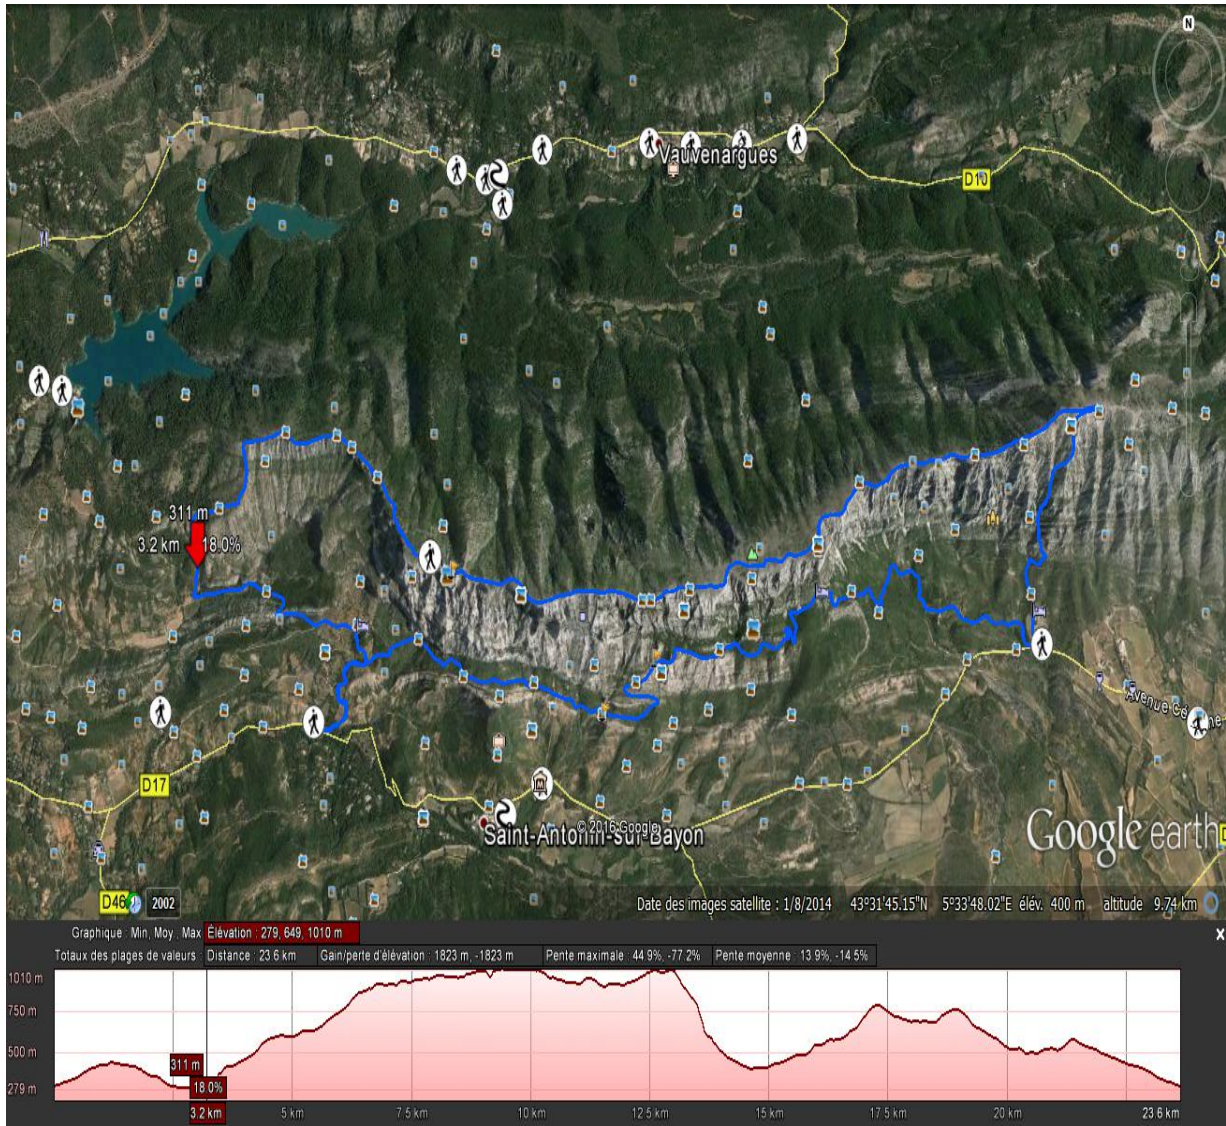 N
Vauvenargues
D10
311 m
3.2 km 18.0%
Avenue Cé
D17
© 2016 Google
Saint-Antonin-sur-Bayon
Google earth
D46
2002
Date des images satellite : 1/8/2014 43°31'45.15"N 5°33'48.02"E élév. 400 m altitude 9.74 km
Graphique : Min, Moy., Max Élévation : 279, 649, 1010 m
X
Totaux des plages de valeurs : Distance : 23.6 km Gain/perte d'élévation : 1823 m, -1823 m Pente maximale : 44.9%, -77.2% Pente moyenne : 13.9%, -14.5%
1010 m
750 m
500 m
311 m
279 m
18.0%
3.2 km 5 km 7.5 km 10 km 12.5 km 15 km 17.5 km 20 km 23.6 km